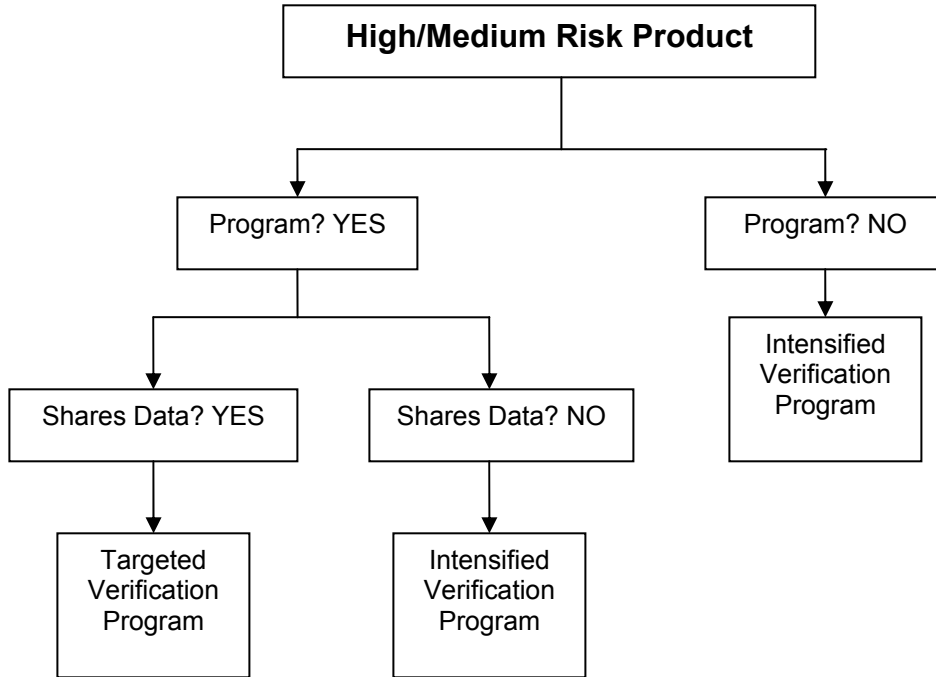 High/Medium Risk Product
Program? YES
Program? NO
Shares Data? YES
Shares Data? NO
Intensified
Verification
Program
Targeted
Verification
Program
Intensified
Verification
Program